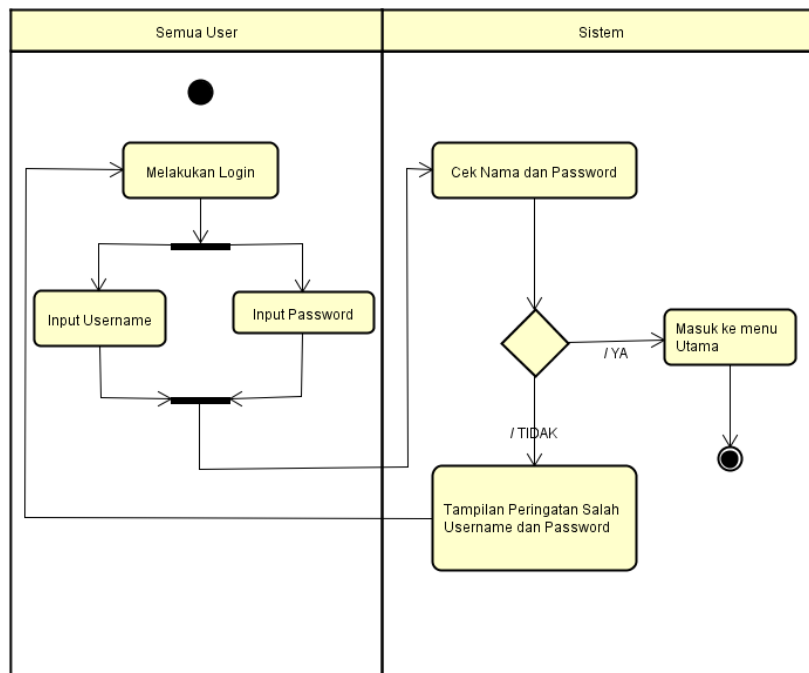 Semua User
Sistem
Melakukan Login
Cek Nama dan Password
Input Username
Input Password
Masuk ke menu
Utama
/ YA
/ TIDAK
Tampilan Peringatan Salah
Username dan Password